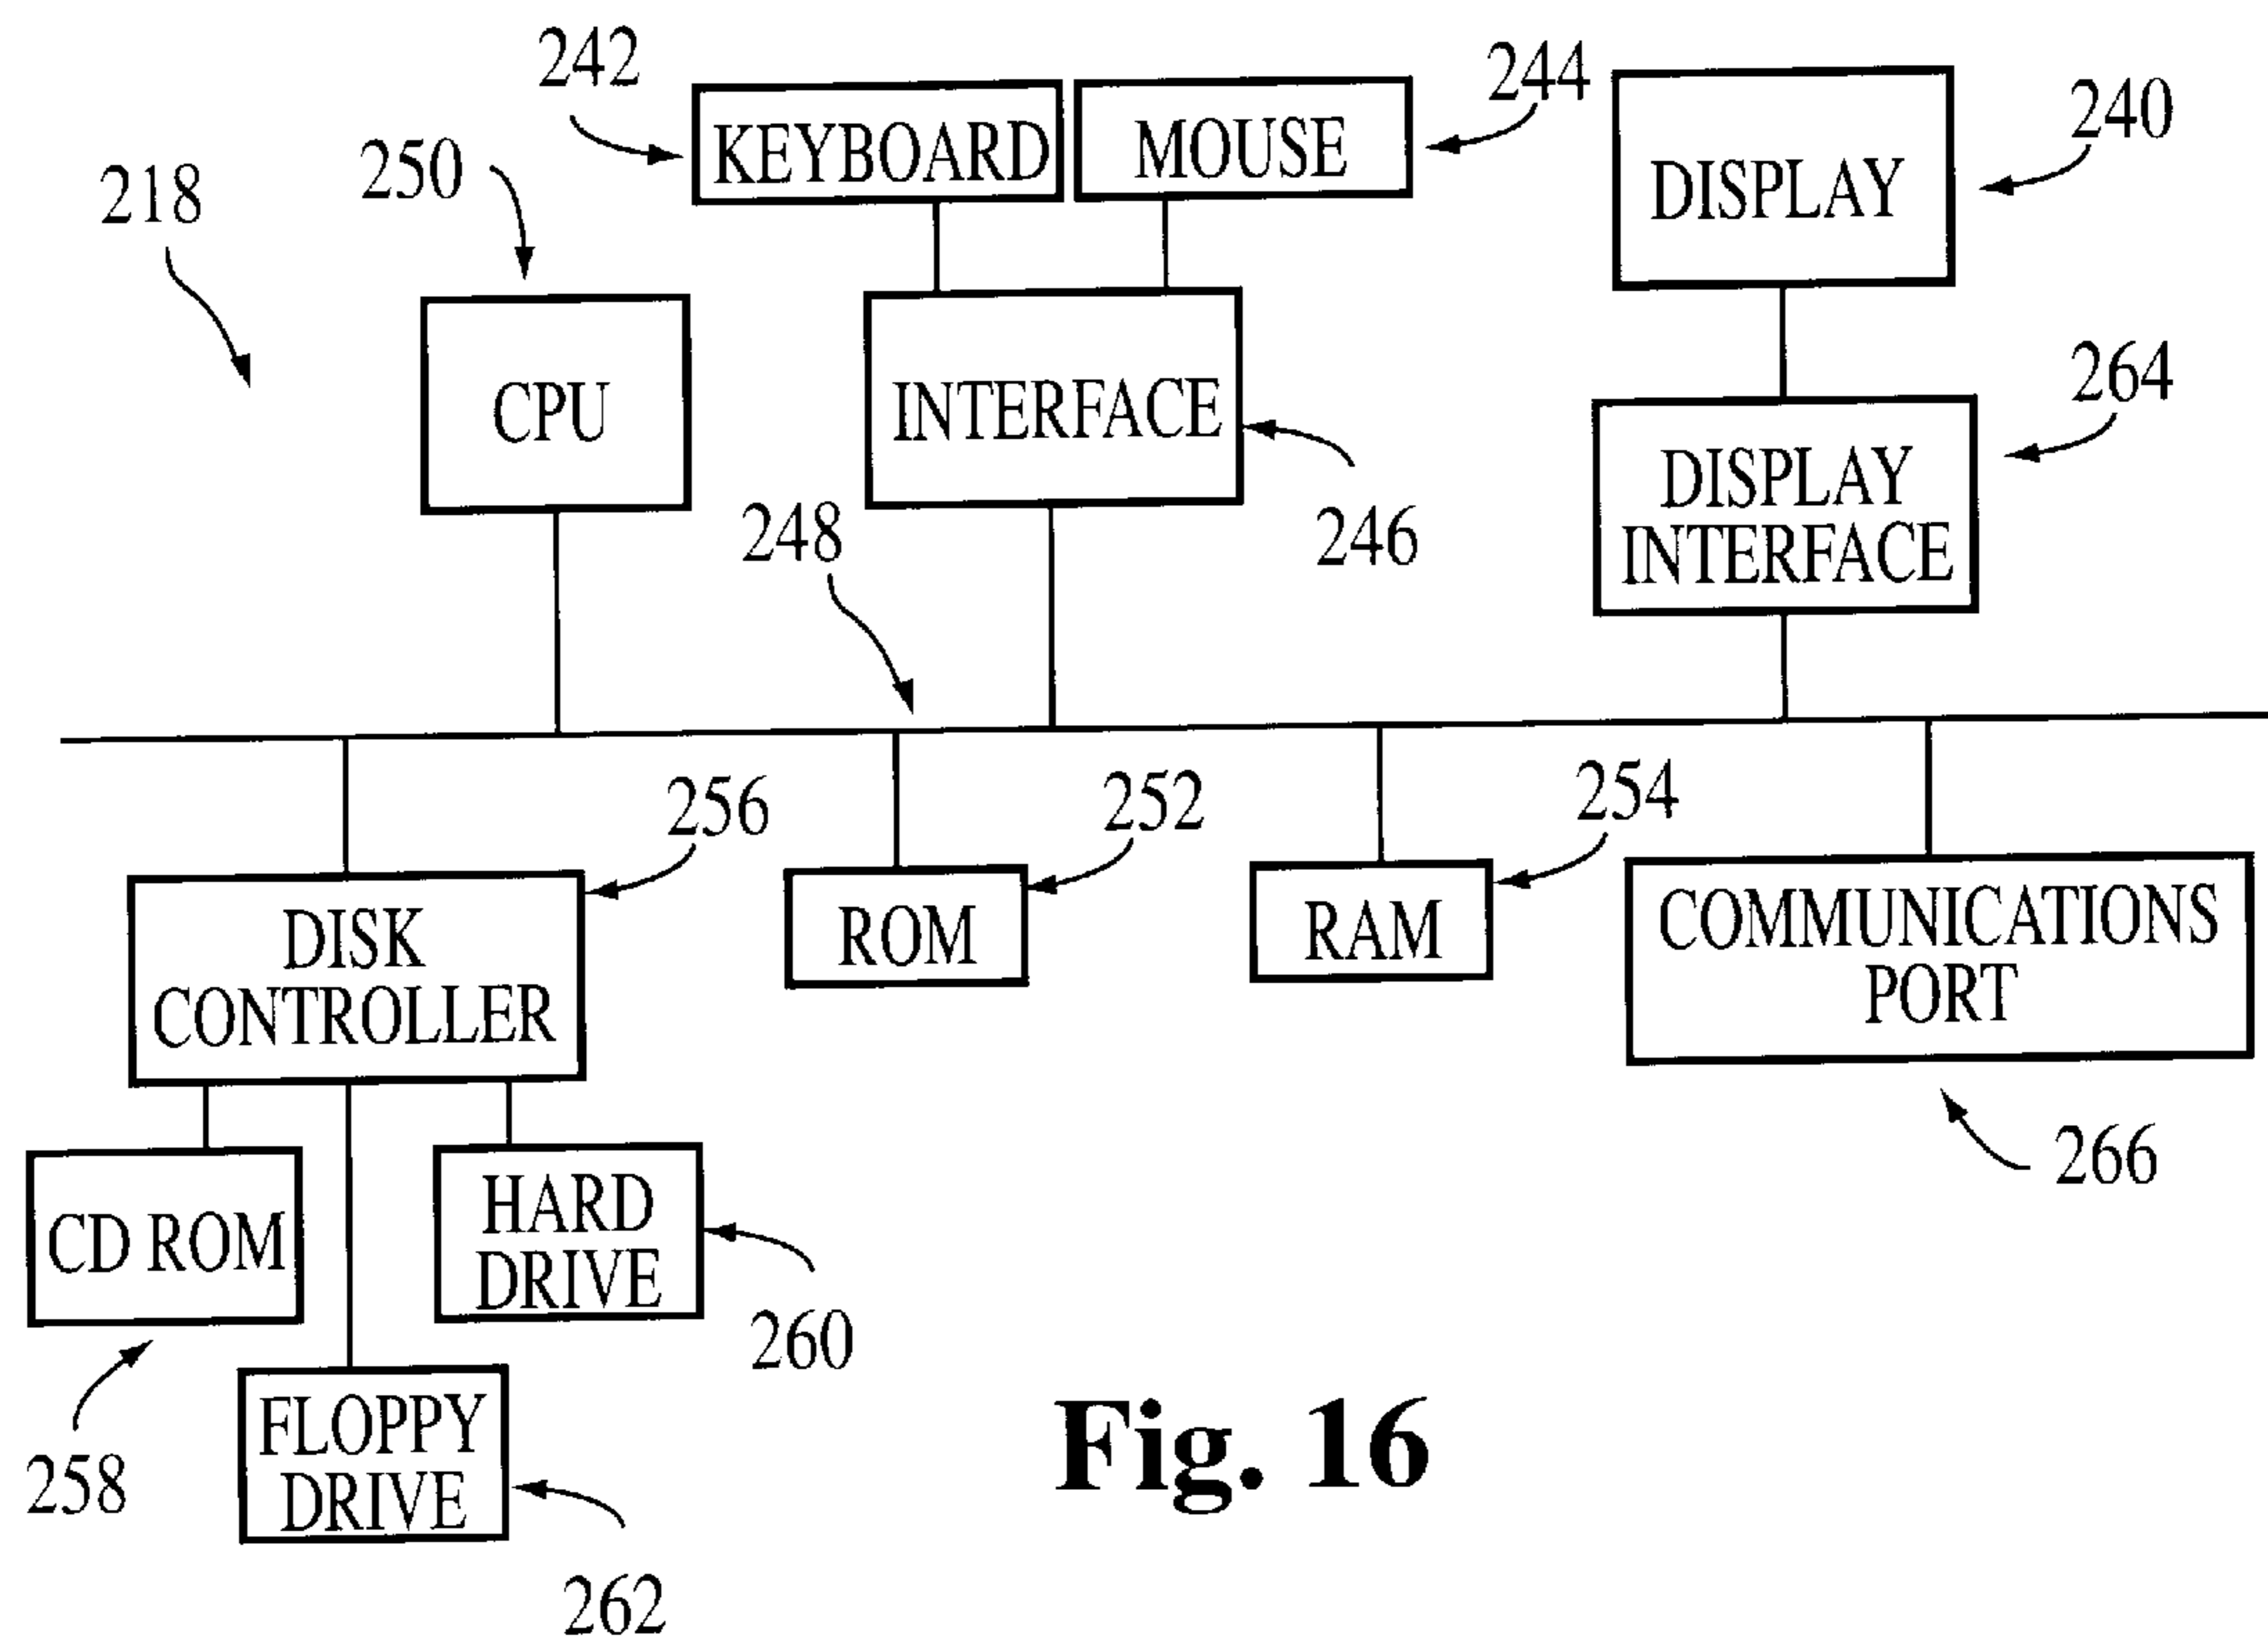 242
KEYBOARD
MOUSE
244
240
250
218
DISPLAY
CPU
INTERFACE
264
DISPLAY
INTERFACE
248
246
256
252
254
DISK
CONTROLLER
ROM
RAM
COMMUNICATIONS
PORT
266
CD ROM
HARD
DRIVE
260
258
FLOPPY
DRIVE
262
Fig. 16